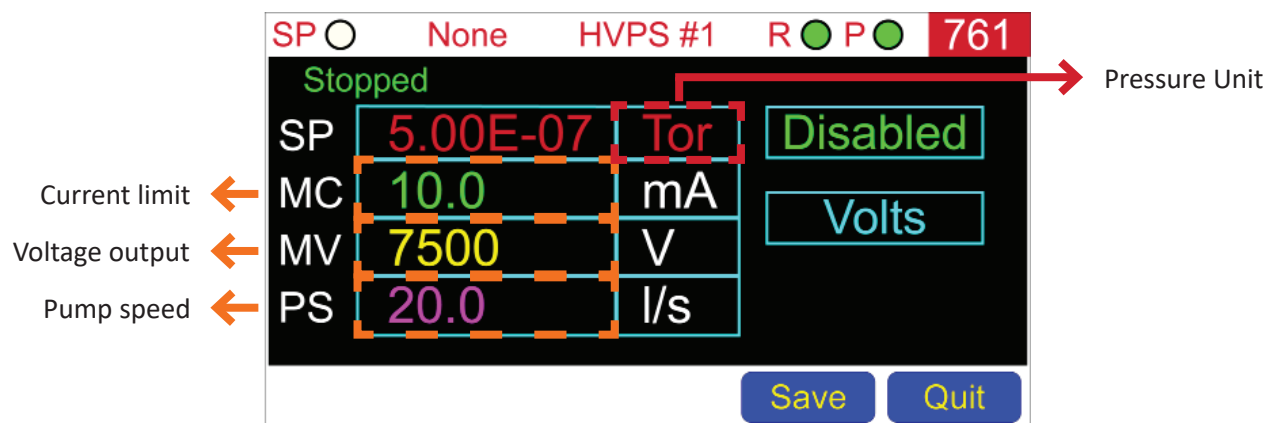 SP None HVPS #1 R P 761
Stopped
Pressure Unit
SP 5.00E-07 Tor Disabled
Current limit MC 10.0 mA
Volts
Voltage output MV 7500 V
Pump speed PS 20.0 l/s
Save Quit